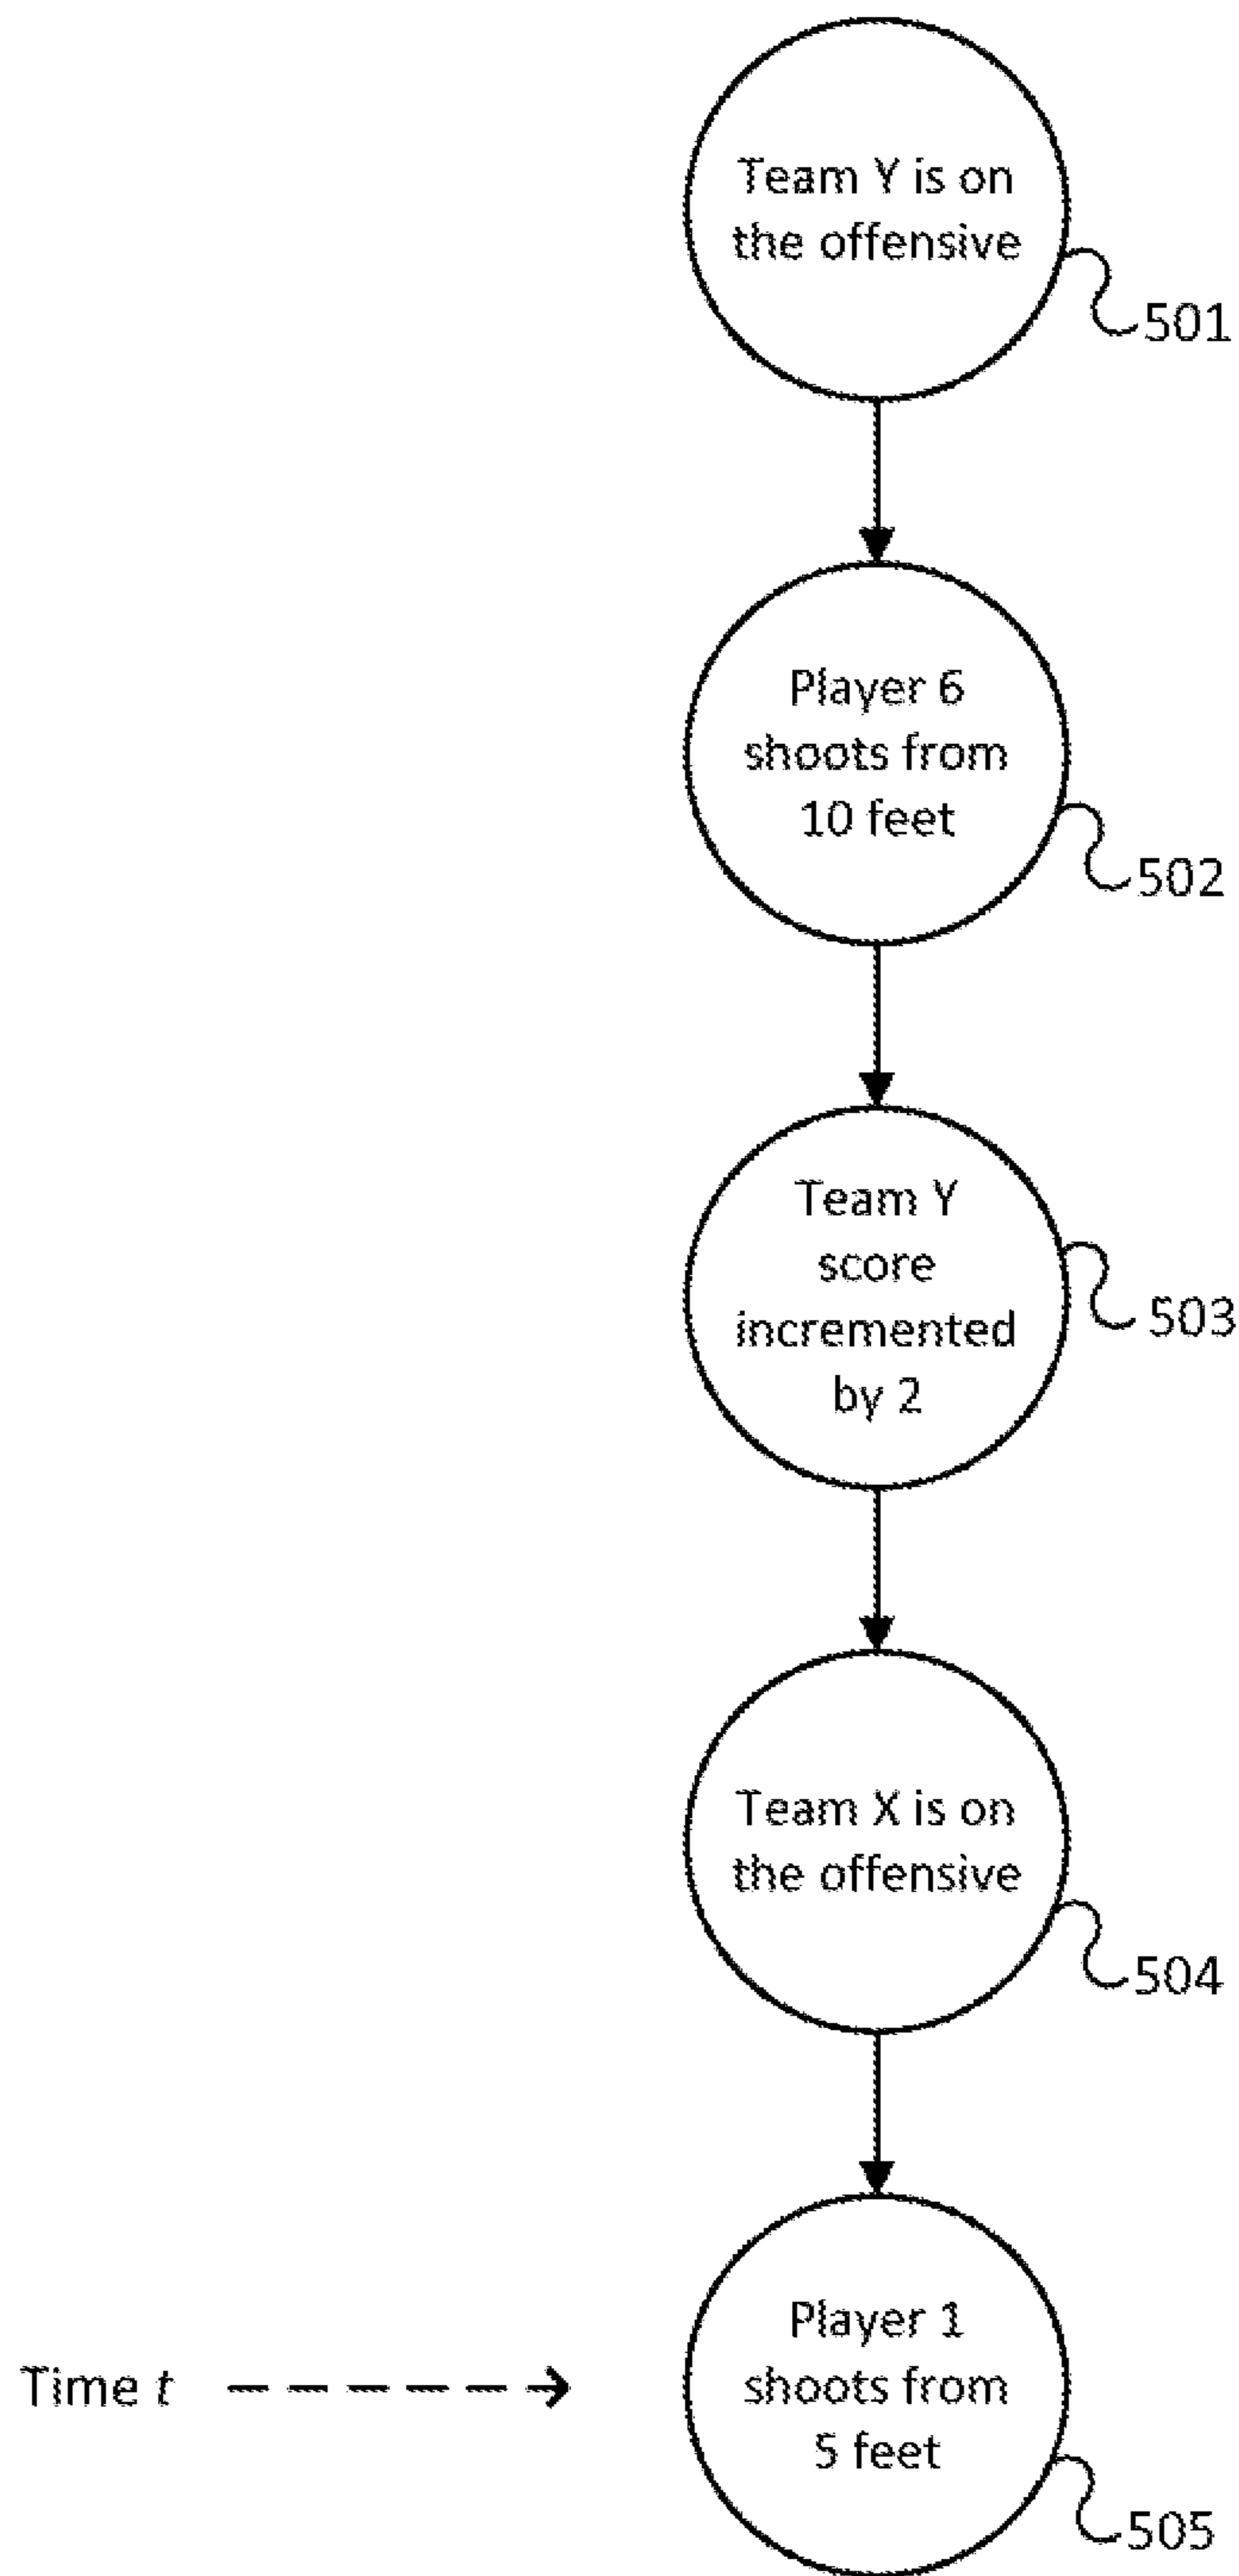 Team Y is on
the offensive
501
Player 6
shoots from
10 feet
502
Team Y
score
incremented
by 2
503
Team X is on
the offensive
504
Time t
Player 1
shoots from
5 feet
505